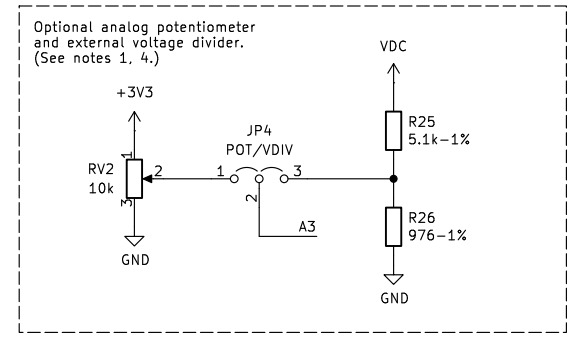 Optional analog potentiometer
and external voltage divider.
(See notes 1, 4.)
VDC
+3V3
JP4
POT/VDIV
R25
5.1k-1%
RV2
10k
1
2
3
1
2
3
A3
R26
976-1%
GND
GND